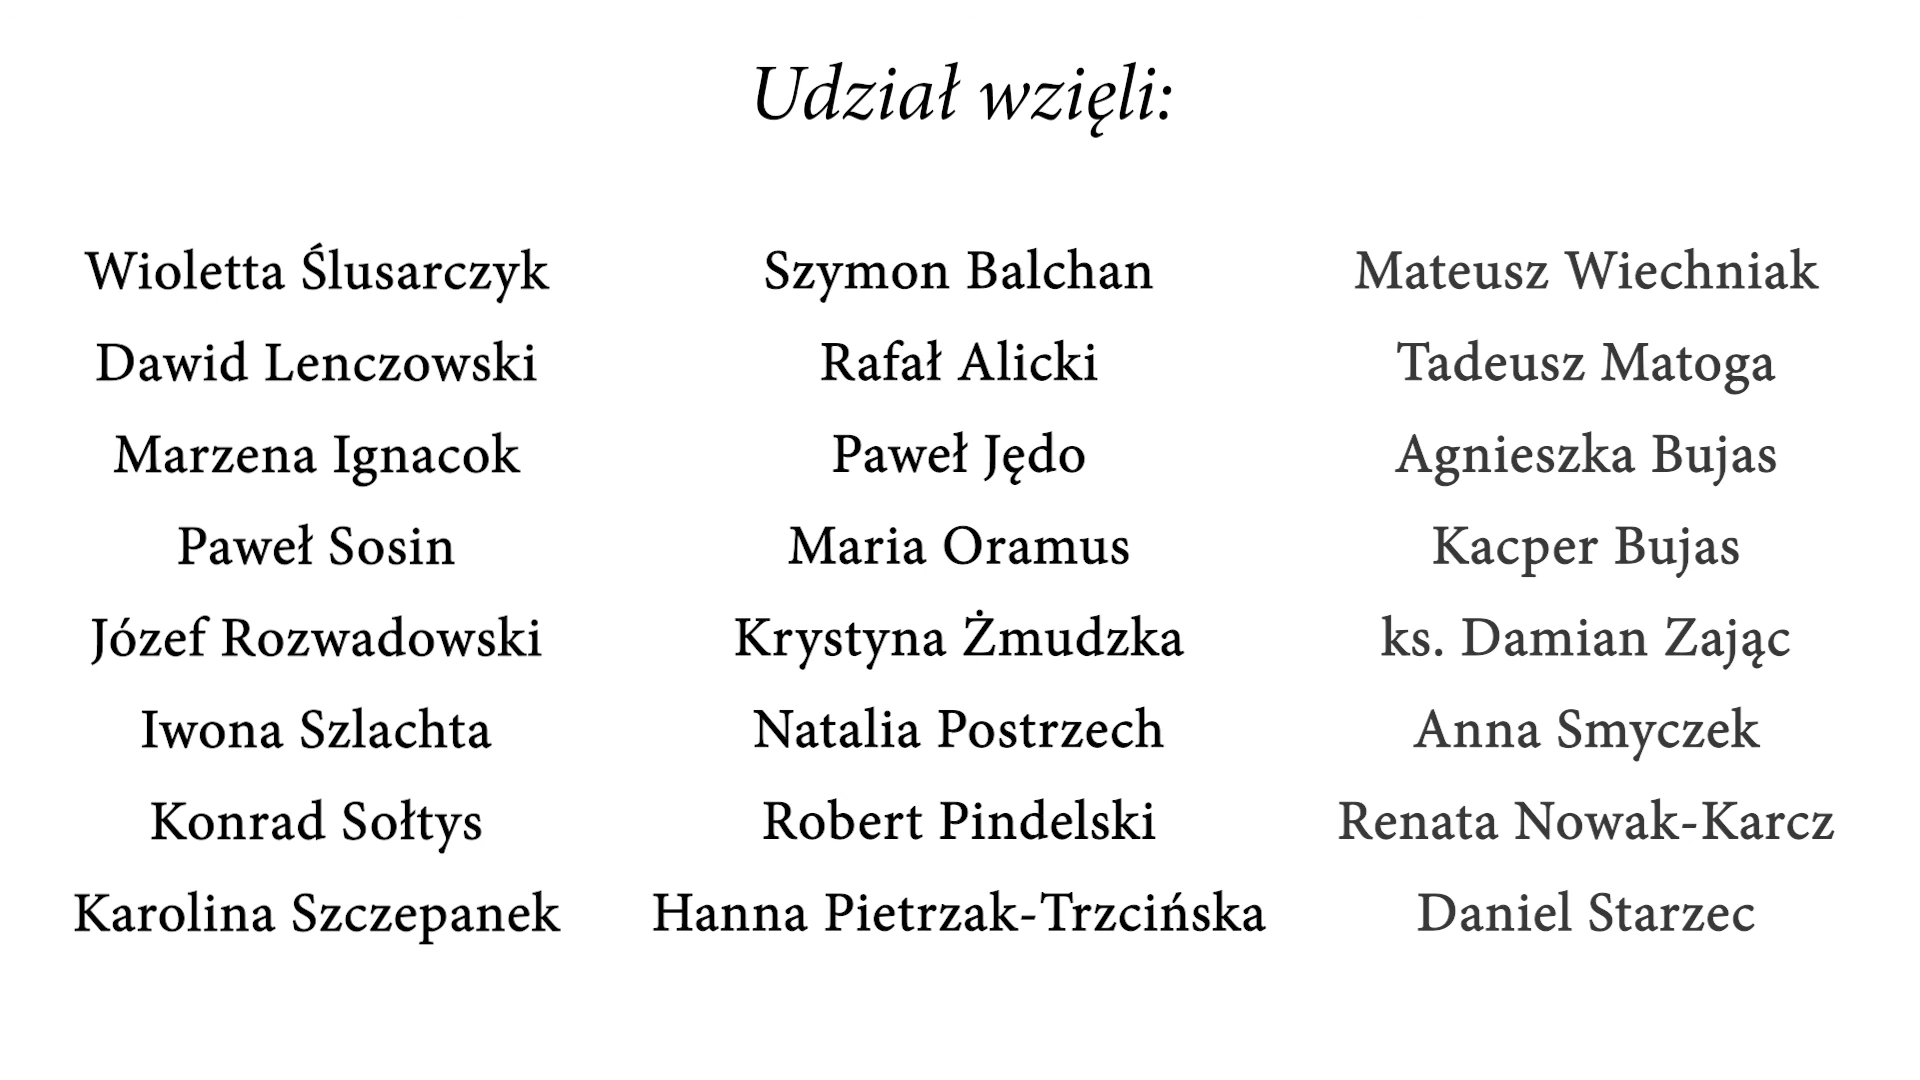 Udział wzięli:
Wioletta Ślusarczyk
Dawid Lenczowski
Marzena Ignacok
Paweł Sosin
Józef Rozwadowski
Iwona Szlachta
Konrad Sołtys
Karolina Szczepanek
Szymon Balchan
Rafał Alicki
Paweł Jędo
Maria Oramus
Krystyna Żmudzka
Natalia Postrzech
Robert Pindelski
Hanna Pietrzak-Trzcińska
Mateusz Wiechniak
Tadeusz Matoga
Agnieszka Bujas
Kacper Bujas
ks. Damian Zając
Anna Smyczek
Renata Nowak-Karcz
Daniel Starzec